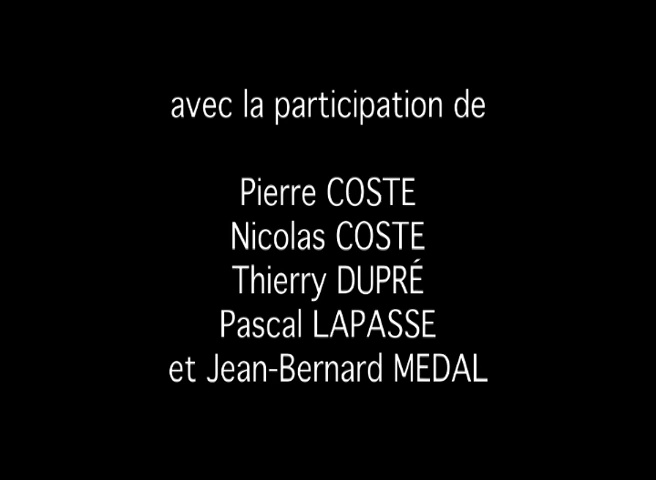 avec la participation de
Pierre COSTE
Nicolas COSTE
Thierry DUPRÉ
Pascal LAPASSE
et Jean-Bernard MEDAL